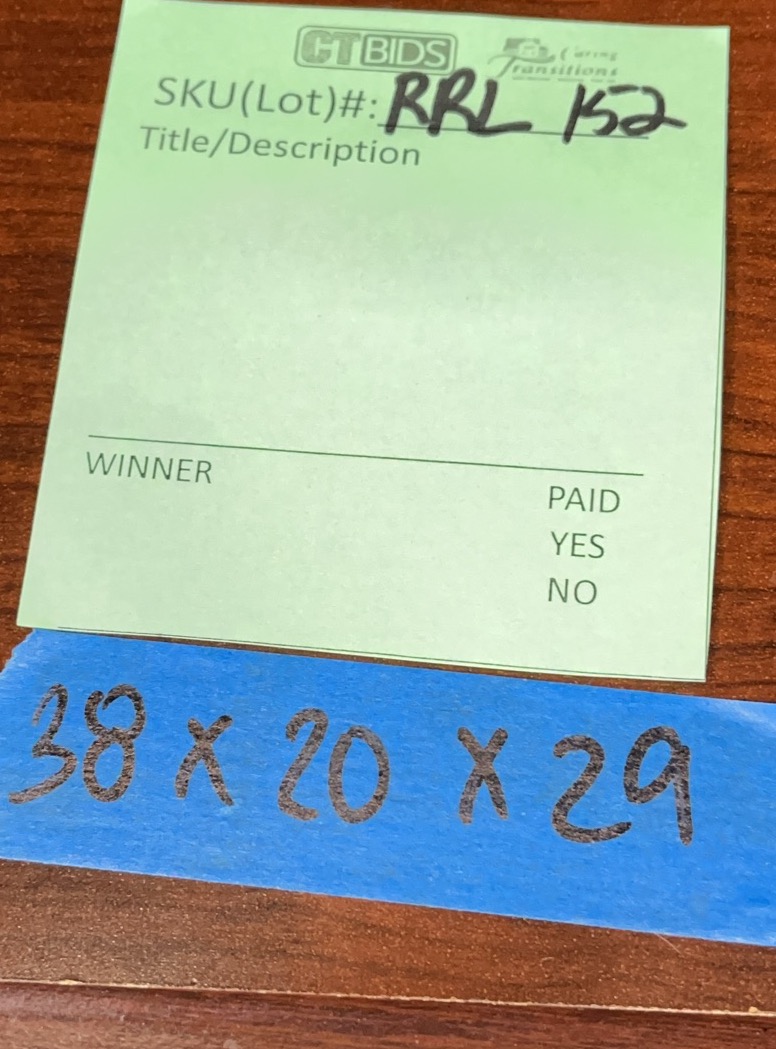 CTBIDS Caring Transitions
SKU(Lot)#: RRL 152
Title/Description
WINNER
PAID
YES
NO
38 x 20 x 29